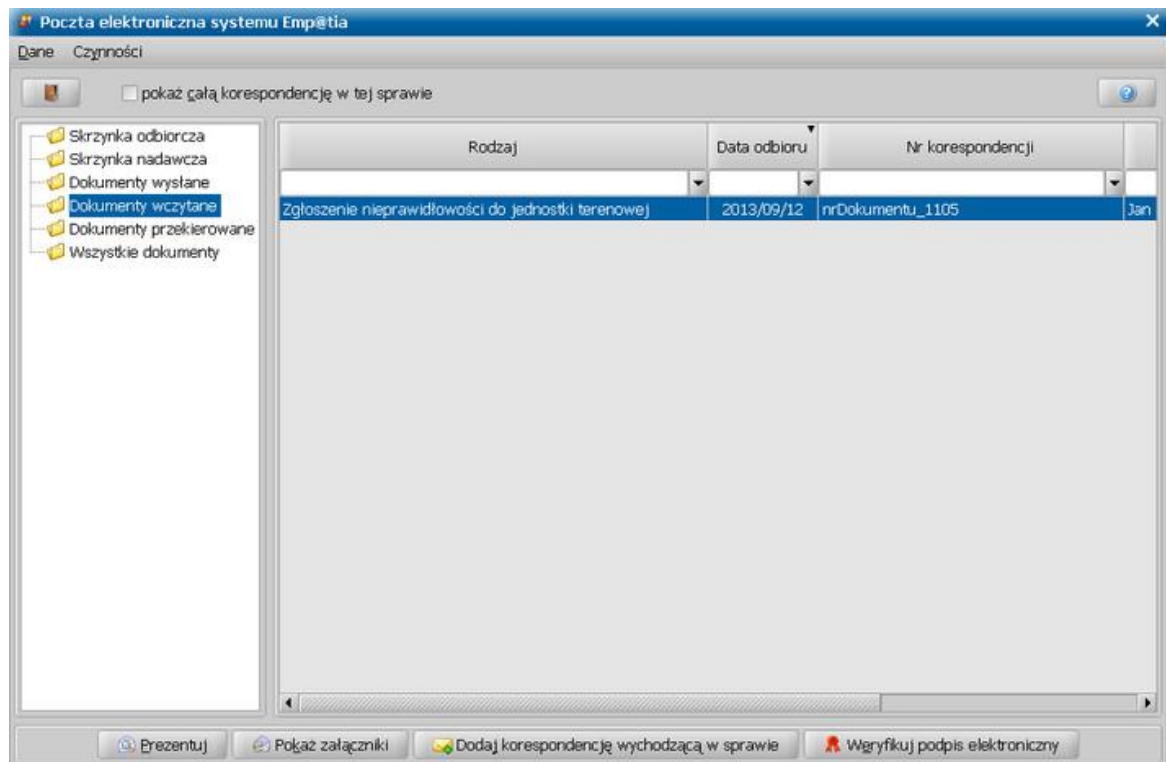 Poczta elektroniczna systemu Emp@tia
Dane Czynności
pokaż całą korespondencję w tej sprawie
Skrzynka odbiorcza
Skrzynka nadawcza
Dokumenty wysłane
Dokumenty wczytane
Dokumenty przekierowane
Wszystkie dokumenty
Rodzaj Data odbioru Nr korespondencji
Zgłoszenie nieprawidłowości do jednostki terenowej 2013/09/12 nrDokumentu_1105 Jan
Prezentuj Pokaż załączniki Dodaj korespondencję wychodzącą w sprawie Weryfikuj podpis elektroniczny